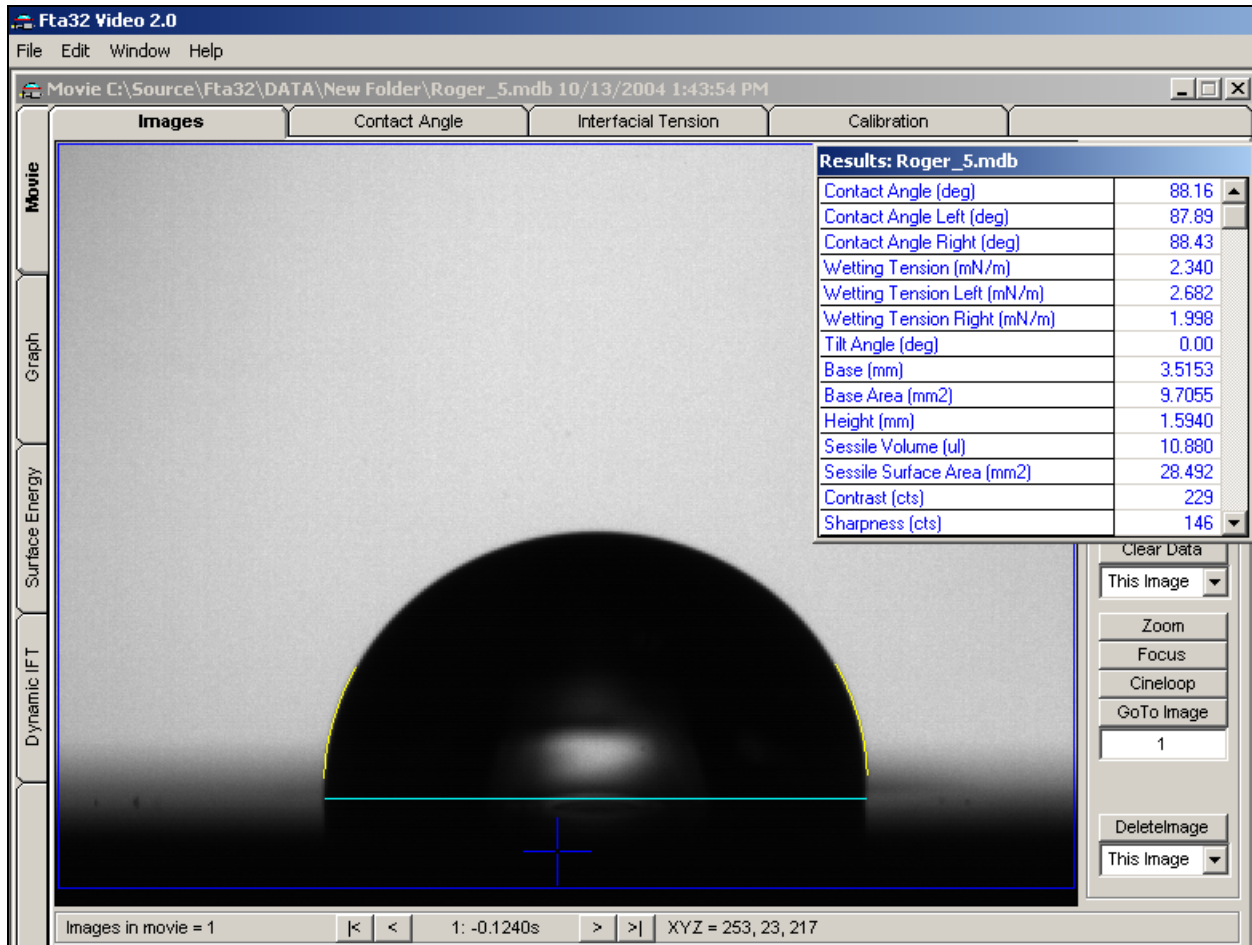 Fta32 Video 2.0
File Edit Window Help
Movie C:\Source\Fta32\DATA\New Folder\Roger_5.mdb 10/13/2004 1:43:54 PM
Images Contact Angle Interfacial Tension Calibration
Movie
Graph
Surface Energy
Dynamic IFT
Results: Roger_5.mdb
Contact Angle (deg) 88.16
Contact Angle Left (deg) 87.89
Contact Angle Right (deg) 88.43
Wetting Tension (mN/m) 2.340
Wetting Tension Left (mN/m) 2.682
Wetting Tension Right (mN/m) 1.998
Tilt Angle (deg) 0.00
Base (mm) 3.5153
Base Area (mm2) 9.7055
Height (mm) 1.5940
Sessile Volume (ul) 10.880
Sessile Surface Area (mm2) 28.492
Contrast (cts) 229
Sharpness (cts) 146
Clear Data
This Image
Zoom
Focus
Cineloop
GoTo Image
1
DeleteImage
This Image
Images in movie = 1 |< < 1: -0.1240s > >| XYZ = 253, 23, 217